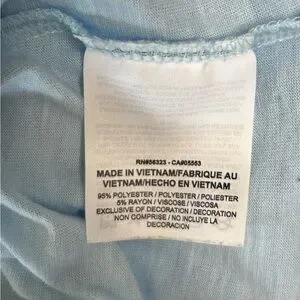 RN#56323 - CA#05553
MADE IN VIETNAM/FABRIQUE AU
VIETNAM/HECHO EN VIETNAM
95% POLYESTER / POLYESTER / POLIESTER
5% RAYON / VISCOSE / VISCOSA
EXCLUSIVE OF DECORATION / DECORATION
NON COMPRISE / NO INCLUYE LA
DECORACION